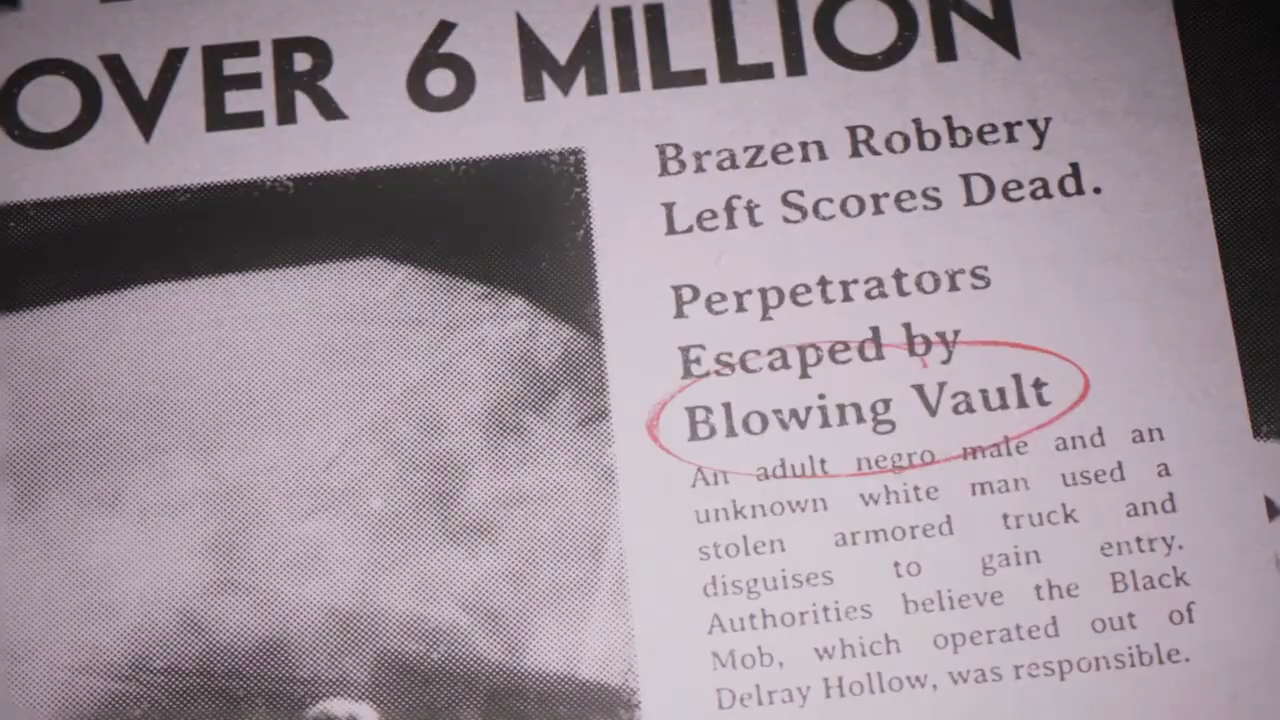 OVER 6 MILLION
Brazen Robbery
Left Scores Dead.
Perpetrators
Escaped by
Blowing Vault
An adult negro male and an
unknown white man used a
stolen armored truck and
disguises to gain entry.
Authorities believe the Black
Mob, which operated out of
Delray Hollow, was responsible.